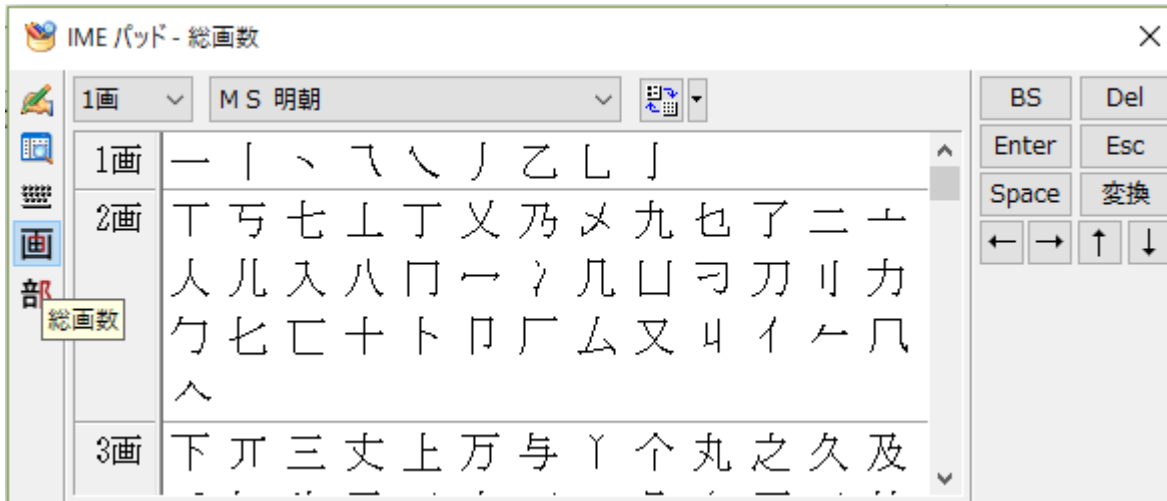 IME パッド - 総画数
1画 ＭＳ 明朝
BS Del
Enter Esc
Space 変換
← → ↑ ↓
画
部
総画数
1画 一 丨 丶 ⺄ ㇏ 丿 乙 乚 亅
2画 丅 丂 七 丄 丁 乂 乃 〤 九 乜 了 二 亠
人 儿 入 八 冂 冖 冫 几 凵 刁 刀 刂 力
勹 匕 匚 十 卜 卩 厂 厶 又 丩 亻 𠂉 ⺇
𠆢
3画 下 丌 三 丈 上 万 与 丫 个 丸 之 久 及